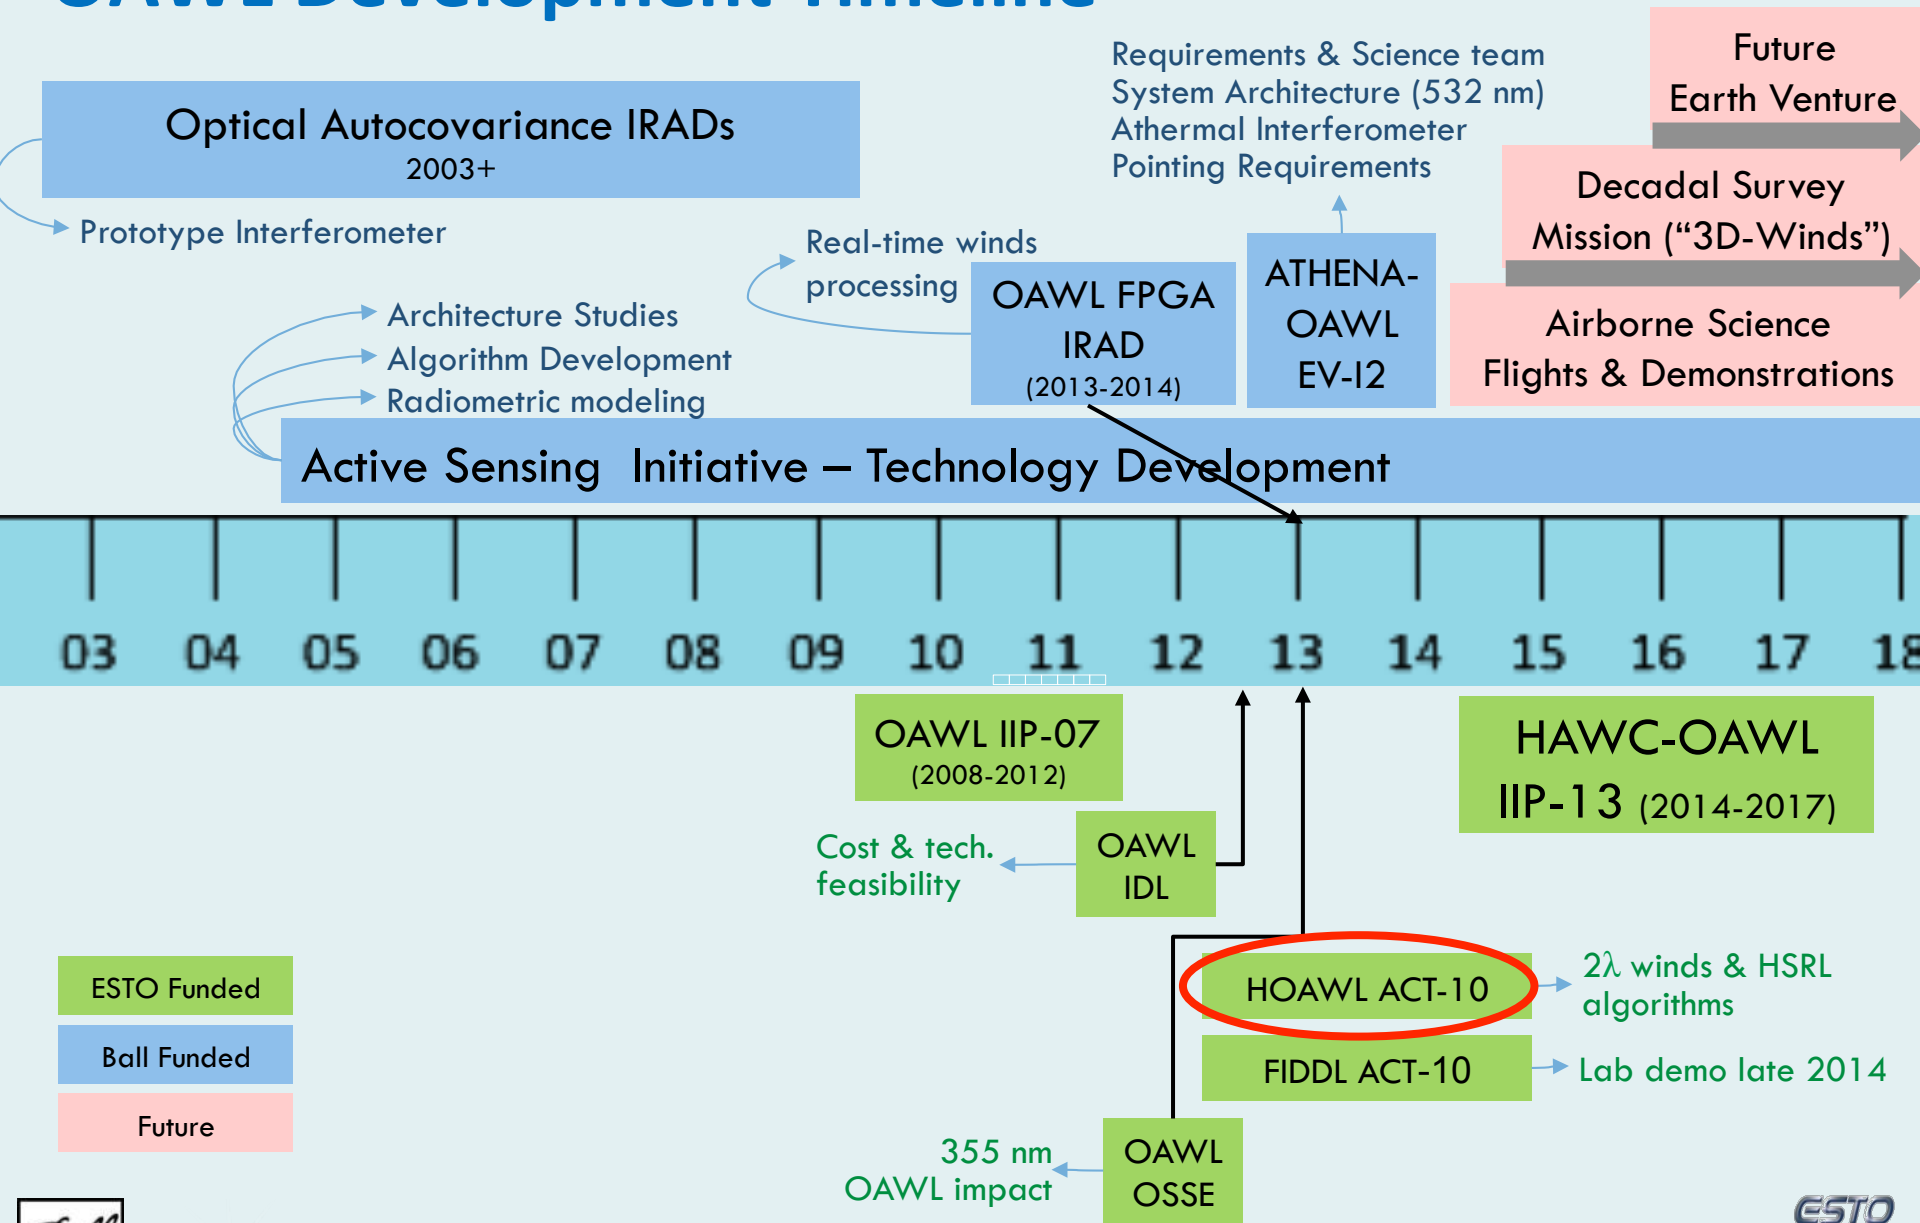 OAWL Development Timeline
Optical Autocovariance IRADs
2003+
Prototype Interferometer
Requirements & Science team
System Architecture (532 nm)
Athermal Interferometer
Pointing Requirements
Future
Earth Venture
Decadal Survey
Mission (“3D-Winds”)
Airborne Science
Flights & Demonstrations
Real-time winds
processing
OAWL FPGA
IRAD
(2013-2014)
ATHENA-
OAWL
EV-I2
Architecture Studies
Algorithm Development
Radiometric modeling
Active Sensing Initiative – Technology Development
03 04 05 06 07 08 09 10 11 12 13 14 15 16 17 18
OAWL IIP-07
(2008-2012)
HAWC-OAWL
IIP-13 (2014-2017)
Cost & tech.
feasibility
OAWL
IDL
HOAWL ACT-10
2λ winds & HSRL
algorithms
FIDDL ACT-10
Lab demo late 2014
355 nm
OAWL impact
OAWL
OSSE
ESTO Funded
Ball Funded
Future
ESTO